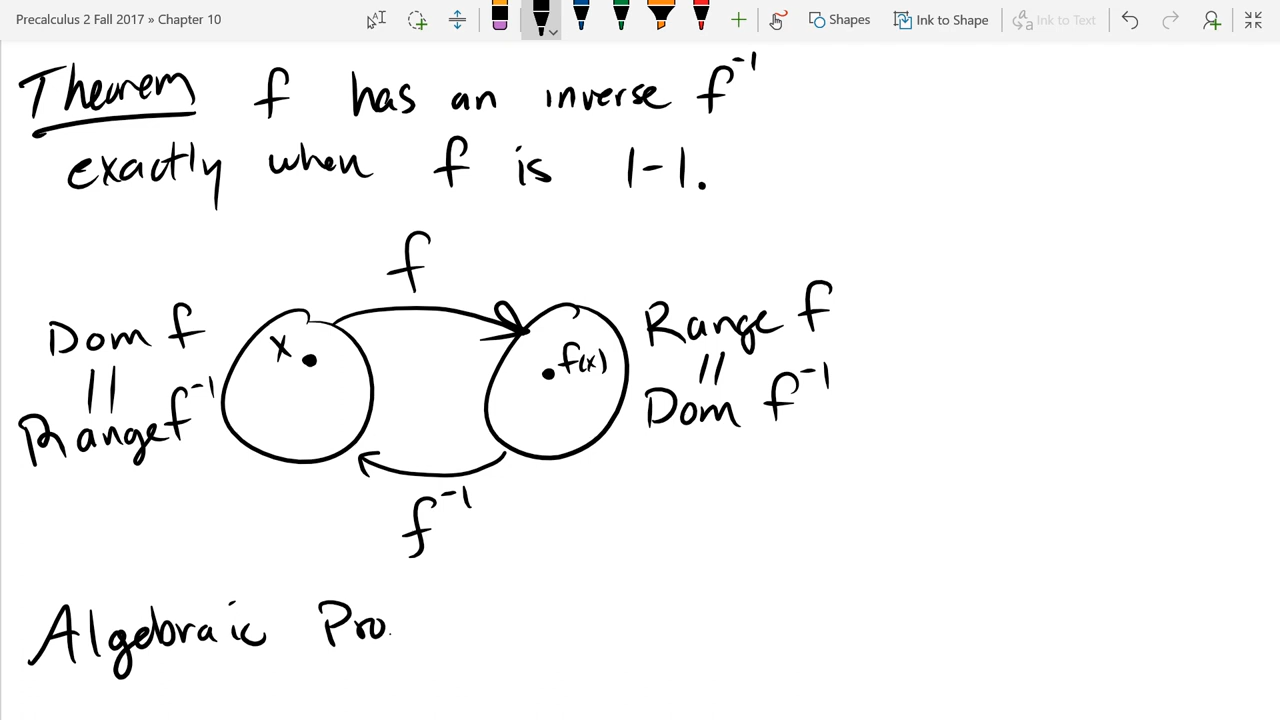 Precalculus 2 Fall 2017 » Chapter 10
Shapes
Ink to Shape
Ink to Text
Theorem f has an inverse f⁻¹
exactly when f is 1-1.
f
Dom f
||
Range f⁻¹
x
f(x)
Range f
||
Dom f⁻¹
f⁻¹
Algebraic Pro